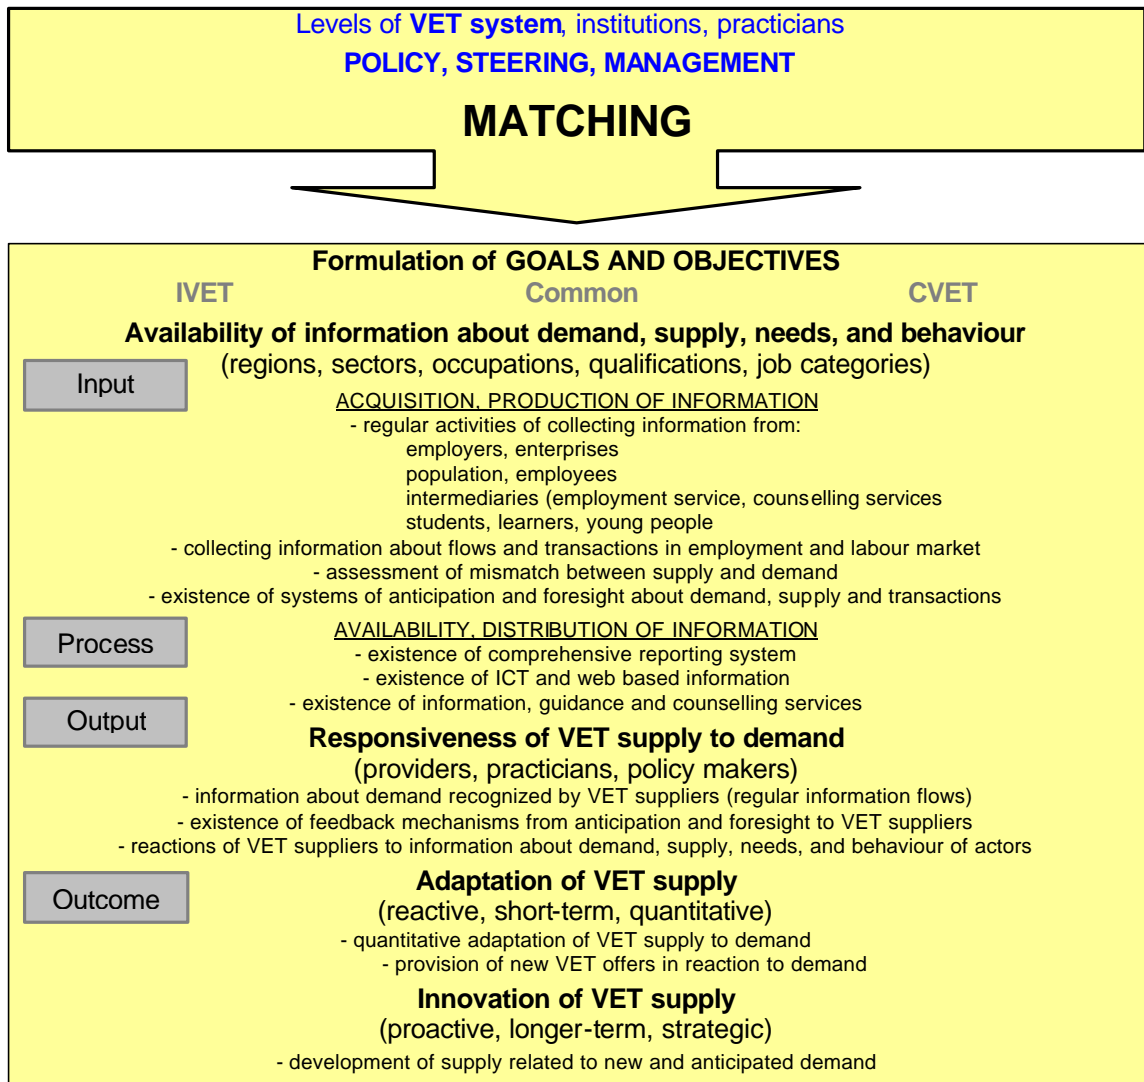 Levels of VET system, institutions, practicians
POLICY, STEERING, MANAGEMENT
MATCHING
Formulation of GOALS AND OBJECTIVES
IVET Common CVET
Availability of information about demand, supply, needs, and behaviour
(regions, sectors, occupations, qualifications, job categories)
Input
ACQUISITION, PRODUCTION OF INFORMATION
- regular activities of collecting information from:
employers, enterprises
population, employees
intermediaries (employment service, counselling services
students, learners, young people
- collecting information about flows and transactions in employment and labour market
- assessment of mismatch between supply and demand
- existence of systems of anticipation and foresight about demand, supply and transactions
Process
AVAILABILITY, DISTRIBUTION OF INFORMATION
- existence of comprehensive reporting system
- existence of ICT and web based information
- existence of information, guidance and counselling services
Output
Responsiveness of VET supply to demand
(providers, practicians, policy makers)
- information about demand recognized by VET suppliers (regular information flows)
- existence of feedback mechanisms from anticipation and foresight to VET suppliers
- reactions of VET suppliers to information about demand, supply, needs, and behaviour of actors
Outcome
Adaptation of VET supply
(reactive, short-term, quantitative)
- quantitative adaptation of VET supply to demand
- provision of new VET offers in reaction to demand
Innovation of VET supply
(proactive, longer-term, strategic)
- development of supply related to new and anticipated demand